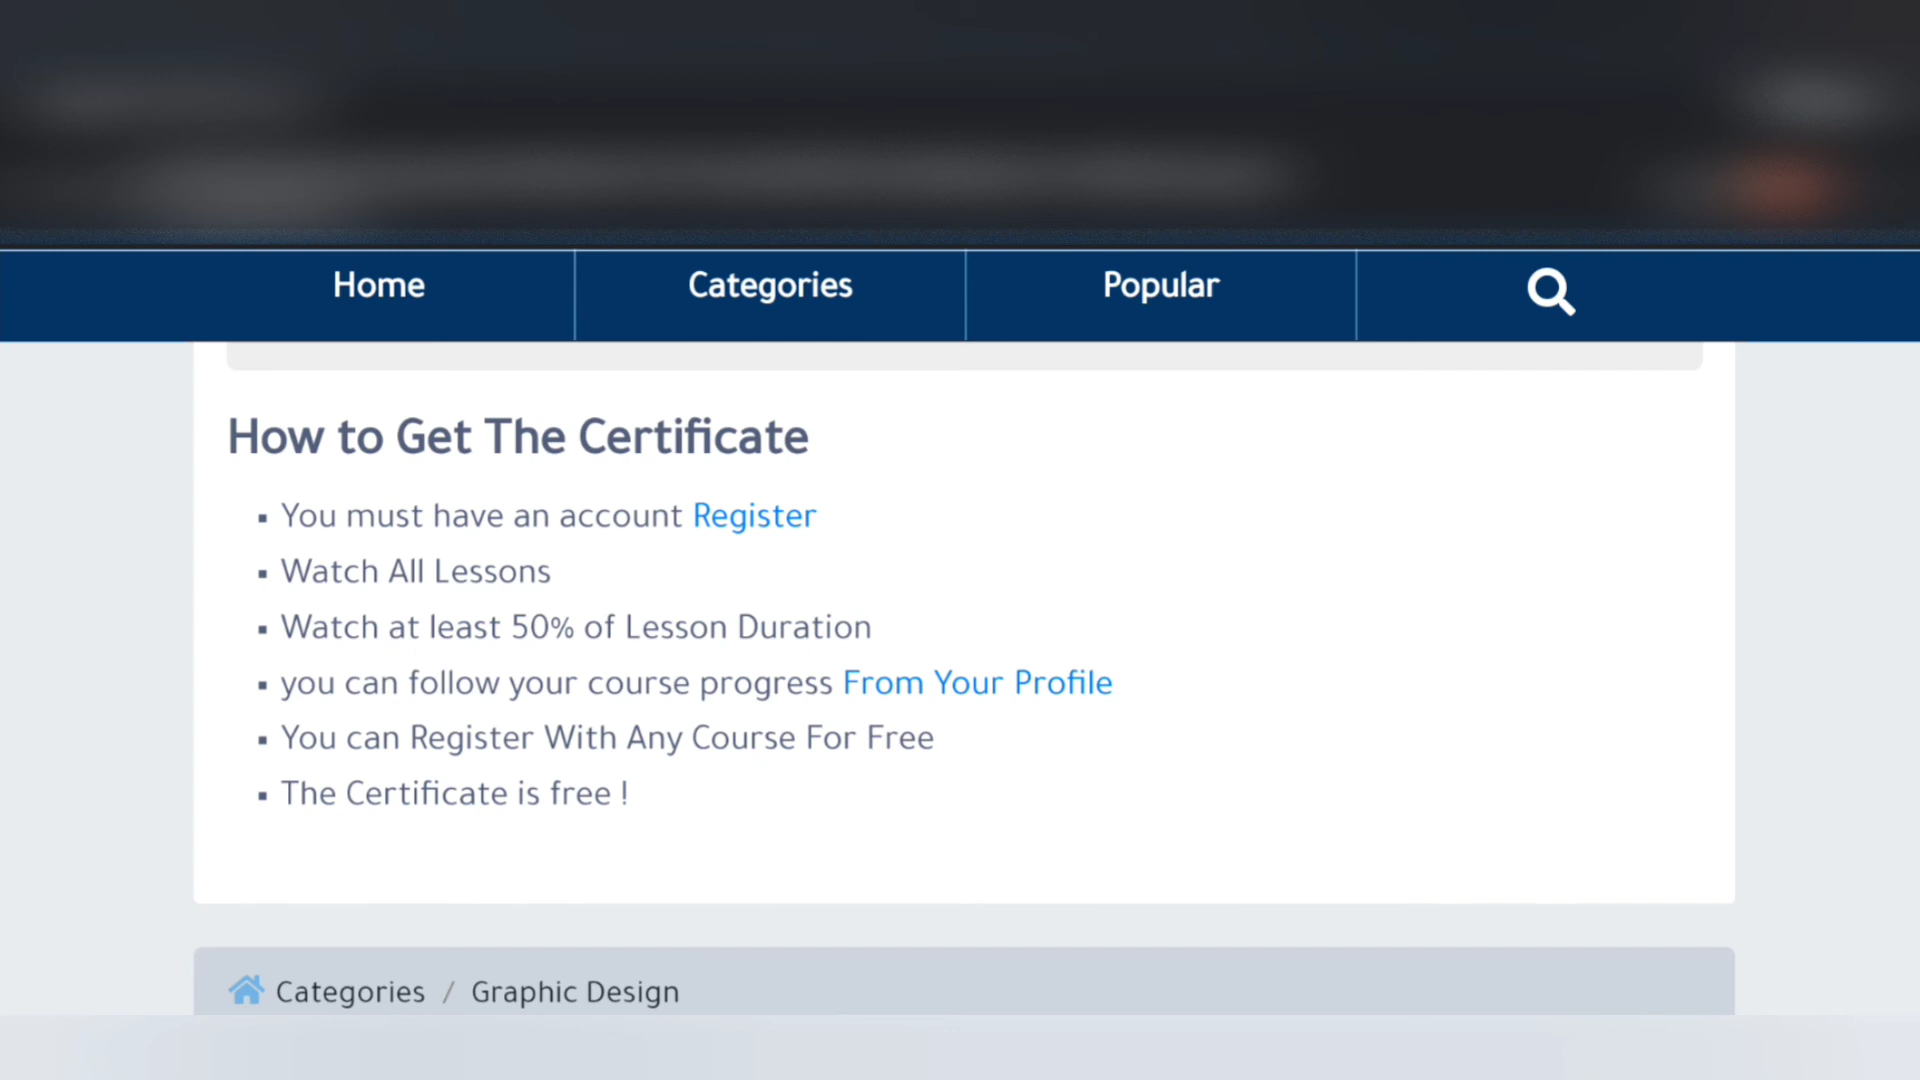 Home
Categories
Popular
How to Get The Certificate
▪ You must have an account Register
▪ Watch All Lessons
▪ Watch at least 50% of Lesson Duration
▪ you can follow your course progress From Your Profile
▪ You can Register With Any Course For Free
▪ The Certificate is free !
Categories / Graphic Design